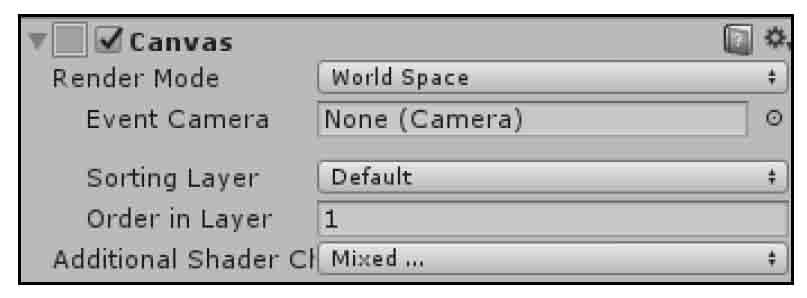 Canvas
Render Mode World Space
Event Camera None (Camera)
Sorting Layer Default
Order in Layer 1
Additional Shader Ch Mixed ...